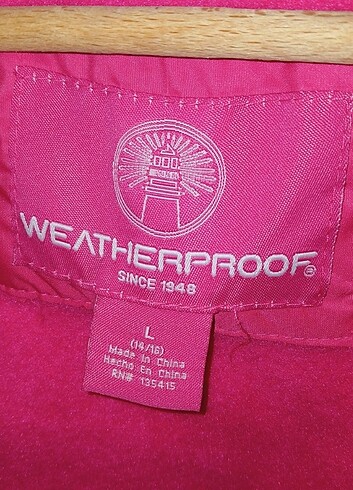 WEATHERPROOF®
SINCE 1948
L
(14/16)
Made In China
Hecho En China
RN# 135415